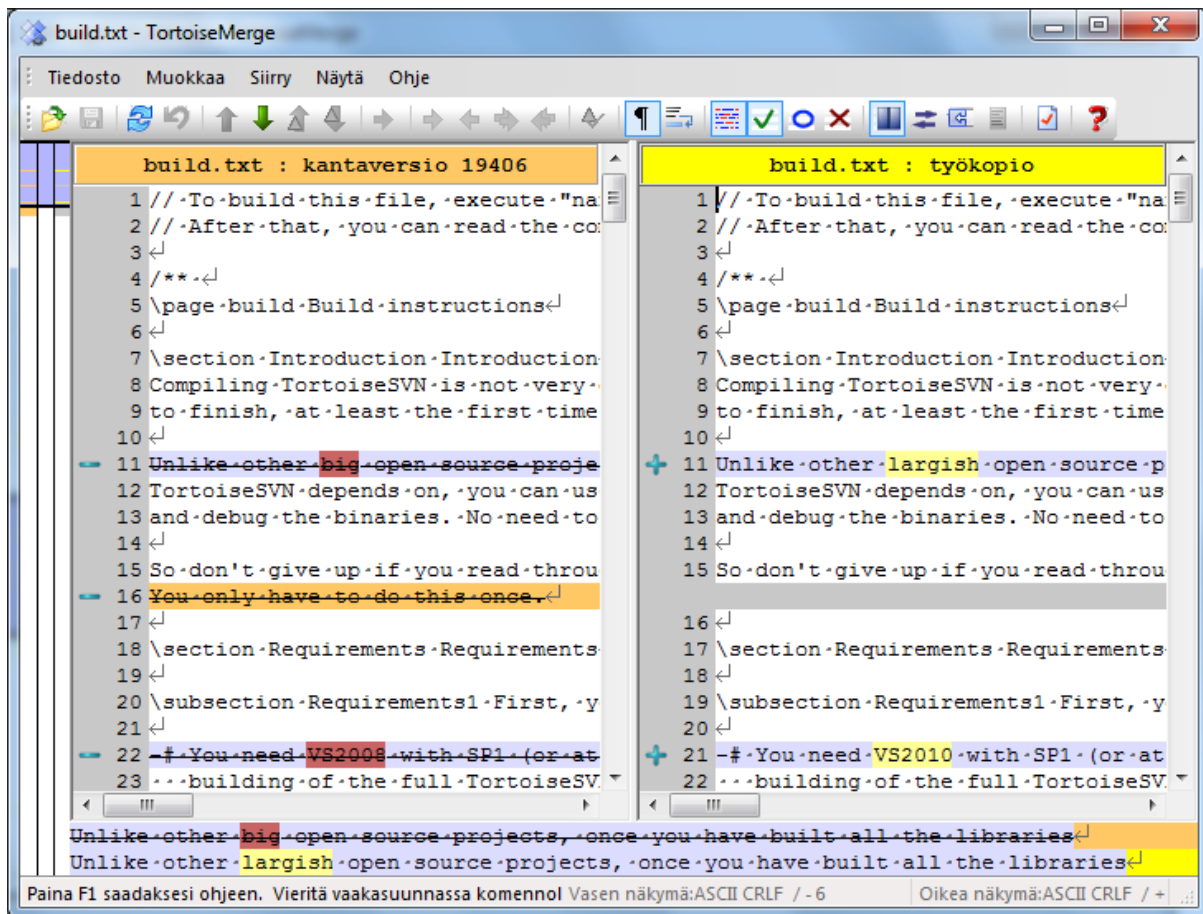 build.txt - TortoiseMerge
Tiedosto Muokkaa Siirry Näytä Ohje
build.txt : kantaversio 19406
1 // To build this file, execute "na
2 // After that, you can read the co
3
4 /**
5 \page build Build instructions
6
7 \section Introduction Introduction
8 Compiling TortoiseSVN is not very
9 to finish, at least the first time
10
11 Unlike other big open source proje
12 TortoiseSVN depends on, you can us
13 and debug the binaries. No need to
14
15 So don't give up if you read throu
16 You only have to do this once.
17
18 \section Requirements Requirements
19
20 \subsection Requirements1 First, y
21
22 -# You need VS2008 with SP1 (or at
23 building of the full TortoiseSV
build.txt : työkopio
1 // To build this file, execute "na
2 // After that, you can read the co
3
4 /**
5 \page build Build instructions
6
7 \section Introduction Introduction
8 Compiling TortoiseSVN is not very
9 to finish, at least the first time
10
11 Unlike other largish open source p
12 TortoiseSVN depends on, you can us
13 and debug the binaries. No need to
14
15 So don't give up if you read throu
16
17 \section Requirements Requirements
18
19 \subsection Requirements1 First, y
20
21 -# You need VS2010 with SP1 (or at
22 building of the full TortoiseSV
Unlike other big open source projects, once you have built all the libraries
Unlike other largish open source projects, once you have built all the libraries
Paina F1 saadaksesi ohjeen. Vieritä vaakasuunnassa komennol Vasen näkymä:ASCII CRLF / - 6 Oikea näkymä:ASCII CRLF / +